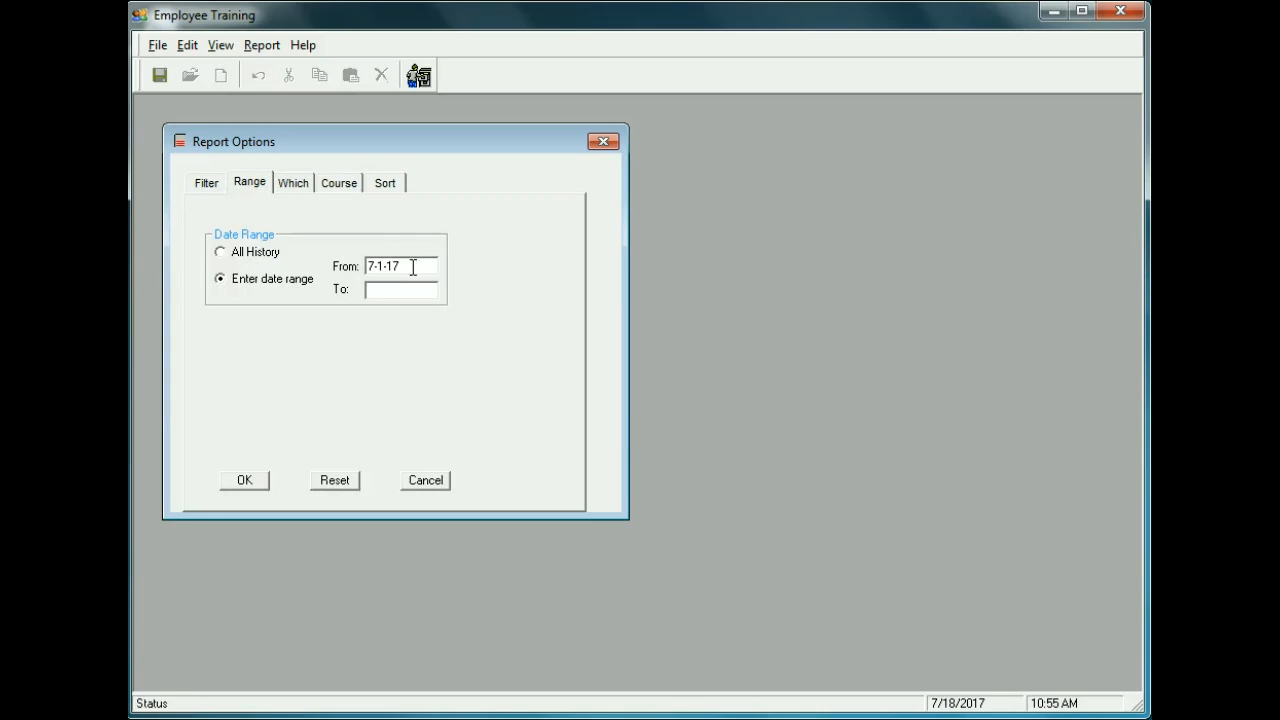 Employee Training
File Edit View Report Help
Report Options
Filter Range Which Course Sort
Date Range
All History
From: 7-1-17
Enter date range
To:
OK Reset Cancel
Status 7/18/2017 10:55 AM